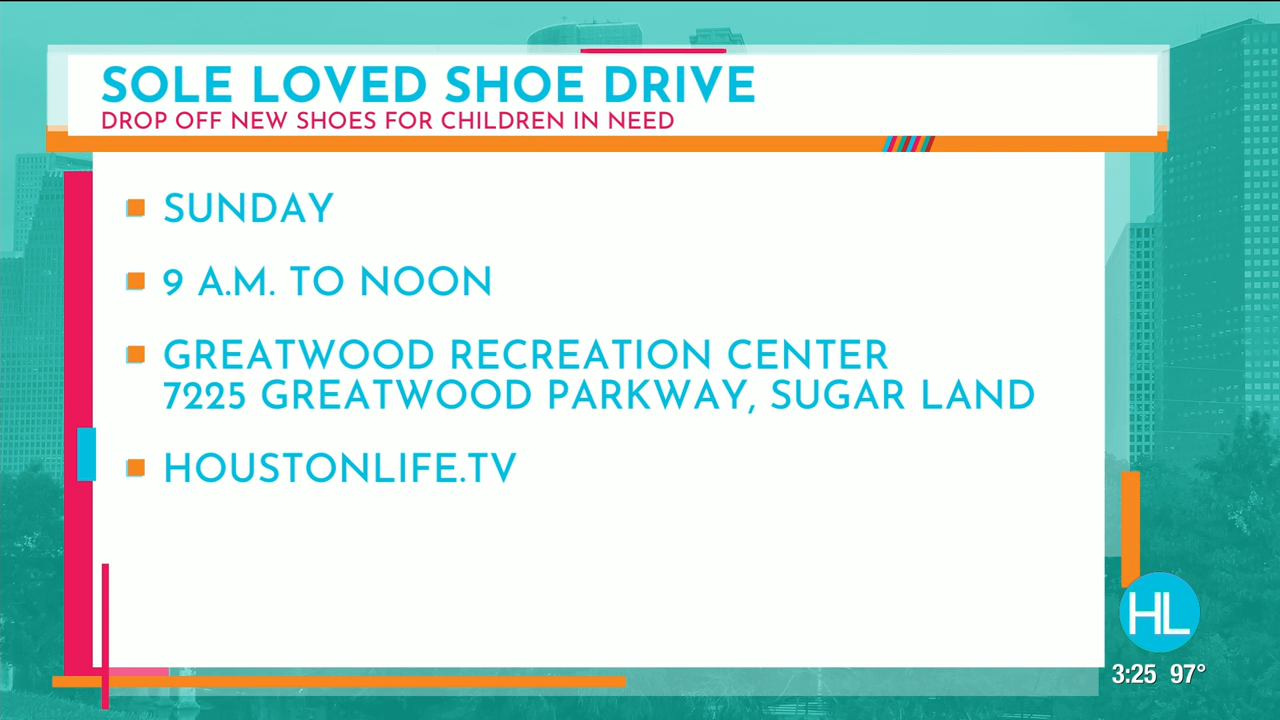 SOLE LOVED SHOE DRIVE
DROP OFF NEW SHOES FOR CHILDREN IN NEED
SUNDAY
9 A.M. TO NOON
GREATWOOD RECREATION CENTER
7225 GREATWOOD PARKWAY, SUGAR LAND
HOUSTONLIFE.TV
HL
3:25 97°